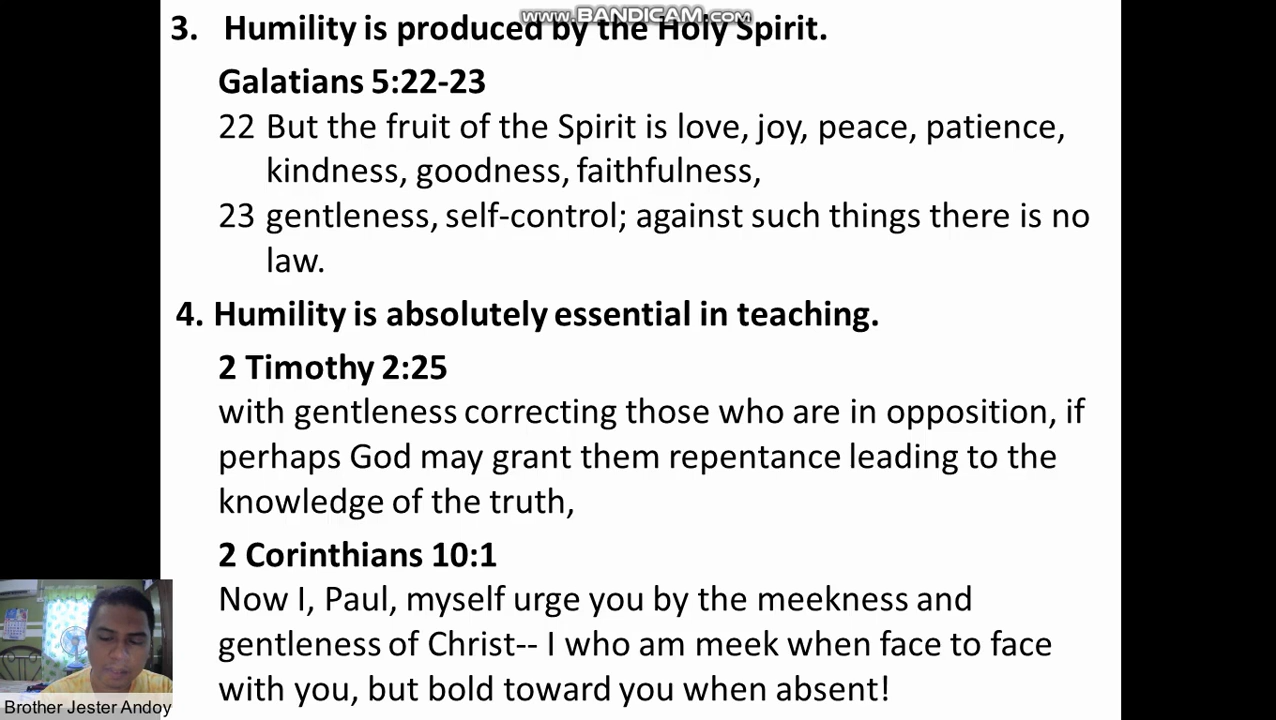 www.BANDICAM.com
3. Humility is produced by the Holy Spirit.
Galatians 5:22-23
22 But the fruit of the Spirit is love, joy, peace, patience,
kindness, goodness, faithfulness,
23 gentleness, self-control; against such things there is no
law.
4. Humility is absolutely essential in teaching.
2 Timothy 2:25
with gentleness correcting those who are in opposition, if
perhaps God may grant them repentance leading to the
knowledge of the truth,
2 Corinthians 10:1
Now I, Paul, myself urge you by the meekness and
gentleness of Christ-- I who am meek when face to face
with you, but bold toward you when absent!
Brother Jester Andoy